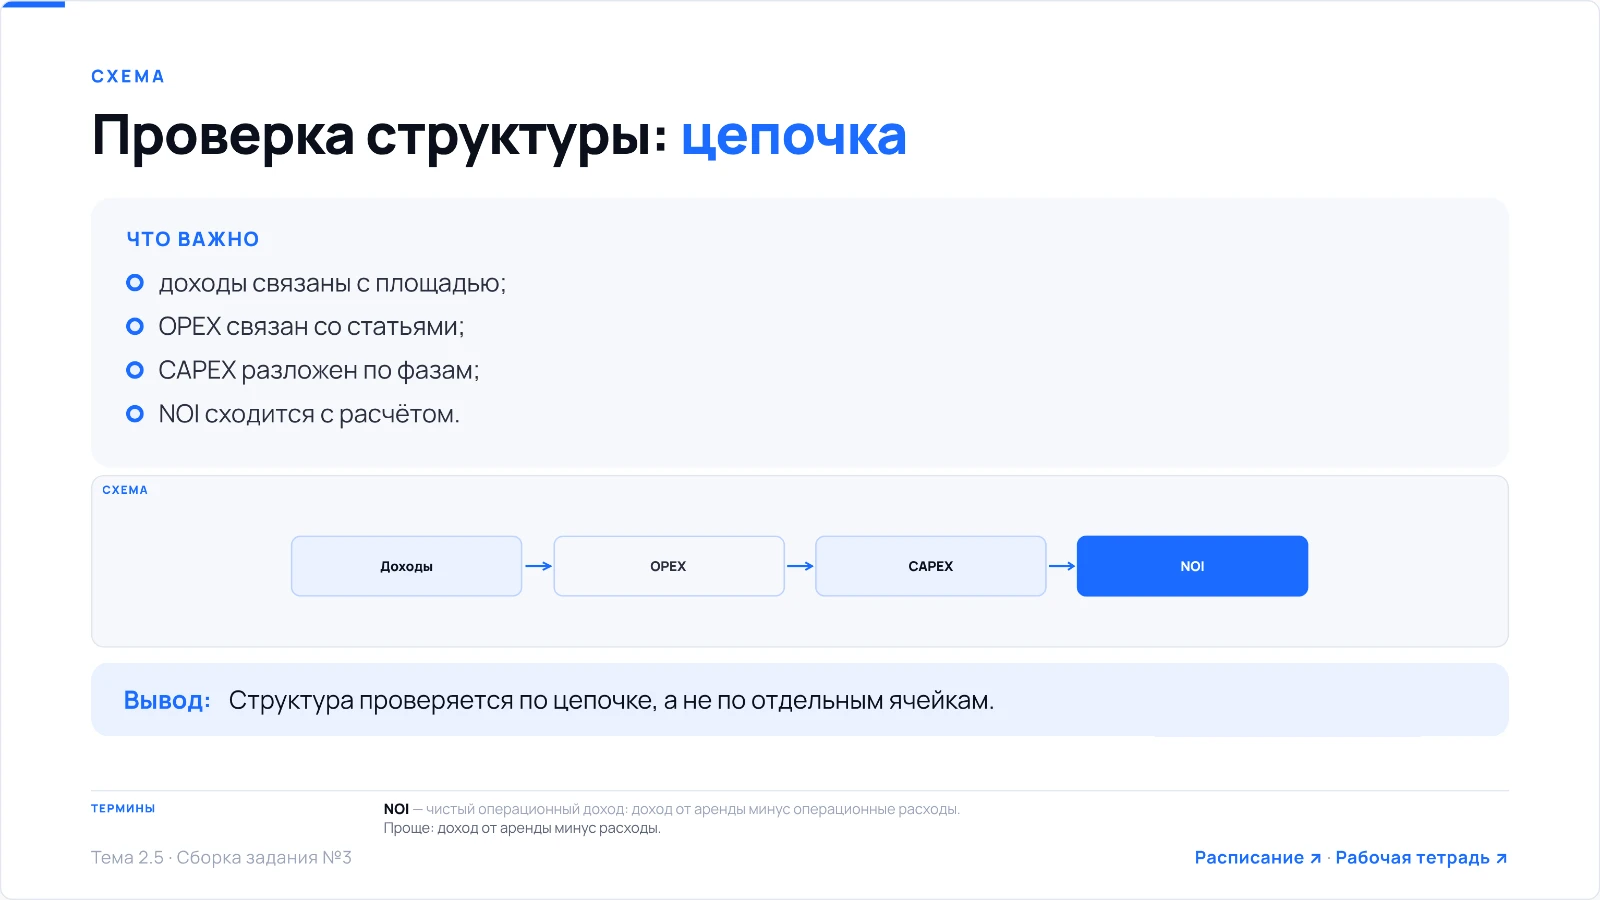 СХЕМА
Проверка структуры: цепочка
ЧТО ВАЖНО
доходы связаны с площадью;
OPEX связан со статьями;
CAPEX разложен по фазам;
NOI сходится с расчётом.
СХЕМА
Доходы
OPEX
CAPEX
NOI
Вывод: Структура проверяется по цепочке, а не по отдельным ячейкам.
ТЕРМИНЫ
NOI — чистый операционный доход: доход от аренды минус операционные расходы.
Проще: доход от аренды минус расходы.
Тема 2.5 · Сборка задания №3
Расписание ↗ · Рабочая тетрадь ↗